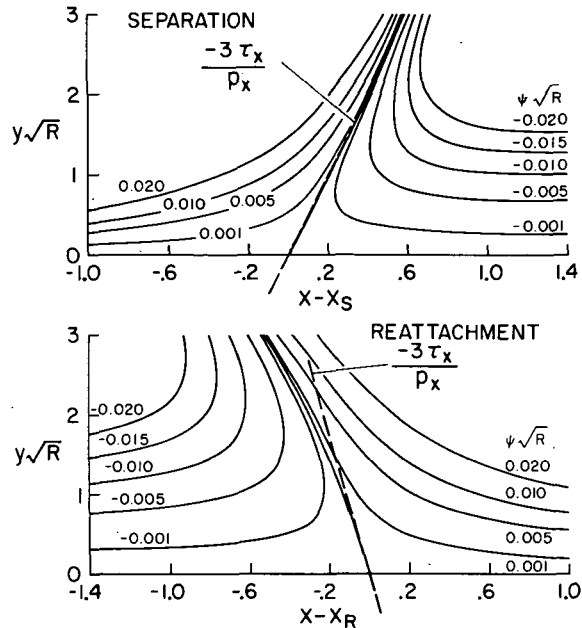 SEPARATION
-3 τx
px
3
2
1
0
y√R
ψ√R
-0.020
-0.015
-0.010
-0.005
-0.001
0.020
0.010
0.005
0.001
-1.0 -.6 -.2 .2 .6 1.0 1.4
X-XS
REATTACHMENT
-3 τx
px
3
2
1
0
y√R
-0.020
-0.015
-0.010
-0.005
-0.001
ψ√R
0.020
0.010
0.005
0.001
-1.4 -1.0 -.6 -.2 .2 .6 1.0
X-XR